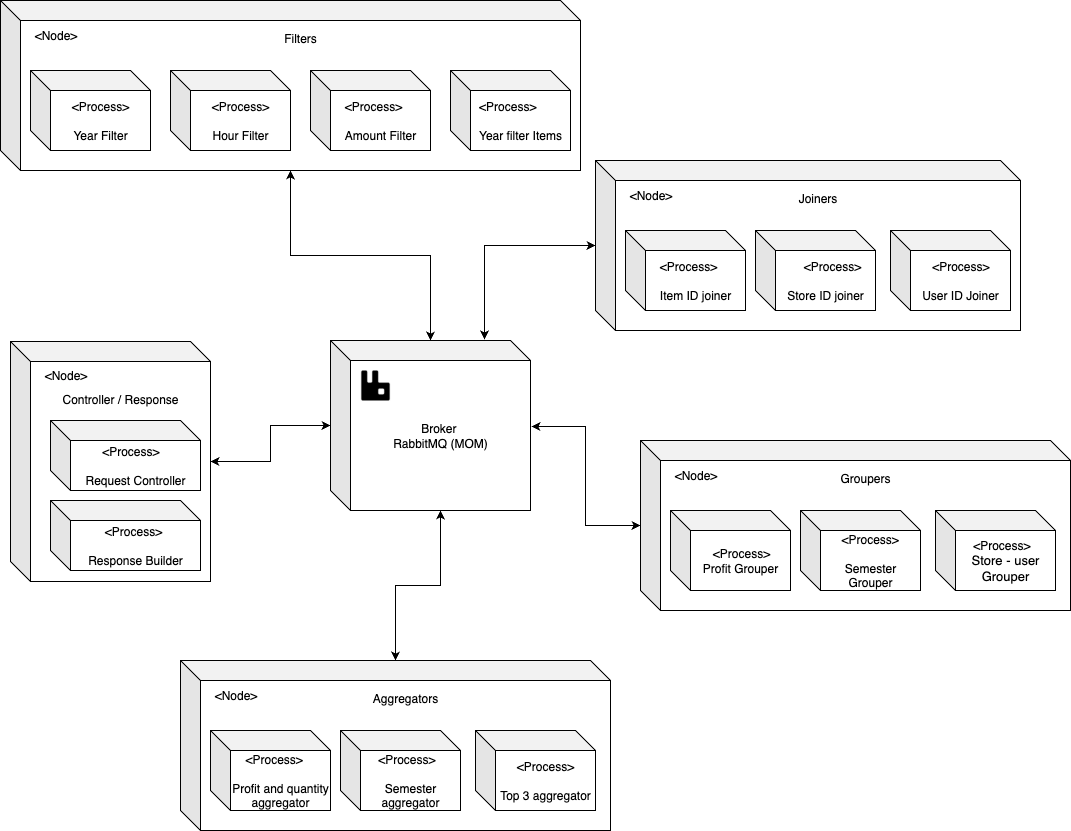 <Node>
Filters
<Process>
Year Filter
<Process>
Hour Filter
<Process>
Amount Filter
<Process>
Year filter Items
<Node>
Joiners
<Process>
Item ID joiner
<Process>
Store ID joiner
<Process>
User ID Joiner
<Node>
Controller / Response
<Process>
Request Controller
<Process>
Response Builder
Broker
RabbitMQ (MOM)
<Node>
Groupers
<Process>
Profit Grouper
<Process>
Semester
Grouper
<Process>
Store - user
Grouper
<Node>
Aggregators
<Process>
Profit and quantity
aggregator
<Process>
Semester
aggregator
<Process>
Top 3 aggregator